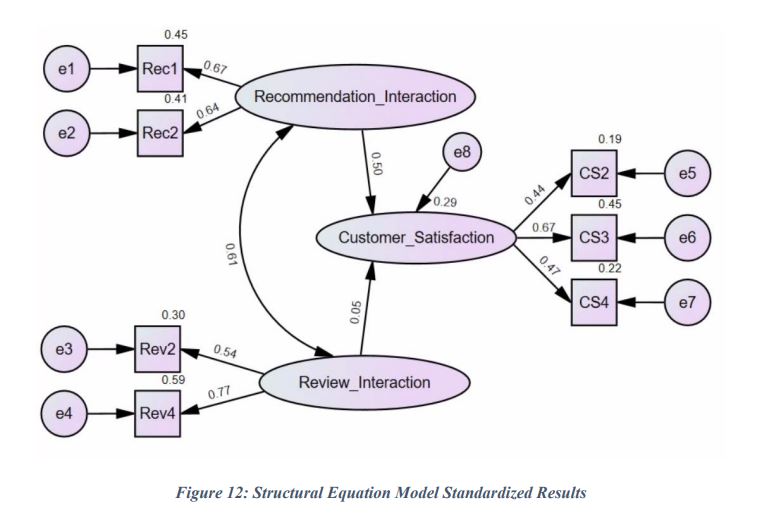 0.45
e1
Rec1
0.67
Recommendation_Interaction
0.41
e2
Rec2
0.64
0.50
e8
0.29
Customer_Satisfaction
0.19
0.44
CS2
e5
0.45
0.67
CS3
e6
0.22
0.47
CS4
e7
0.61
0.05
0.30
e3
Rev2
0.54
Review_Interaction
0.59
e4
Rev4
0.77
Figure 12: Structural Equation Model Standardized Results